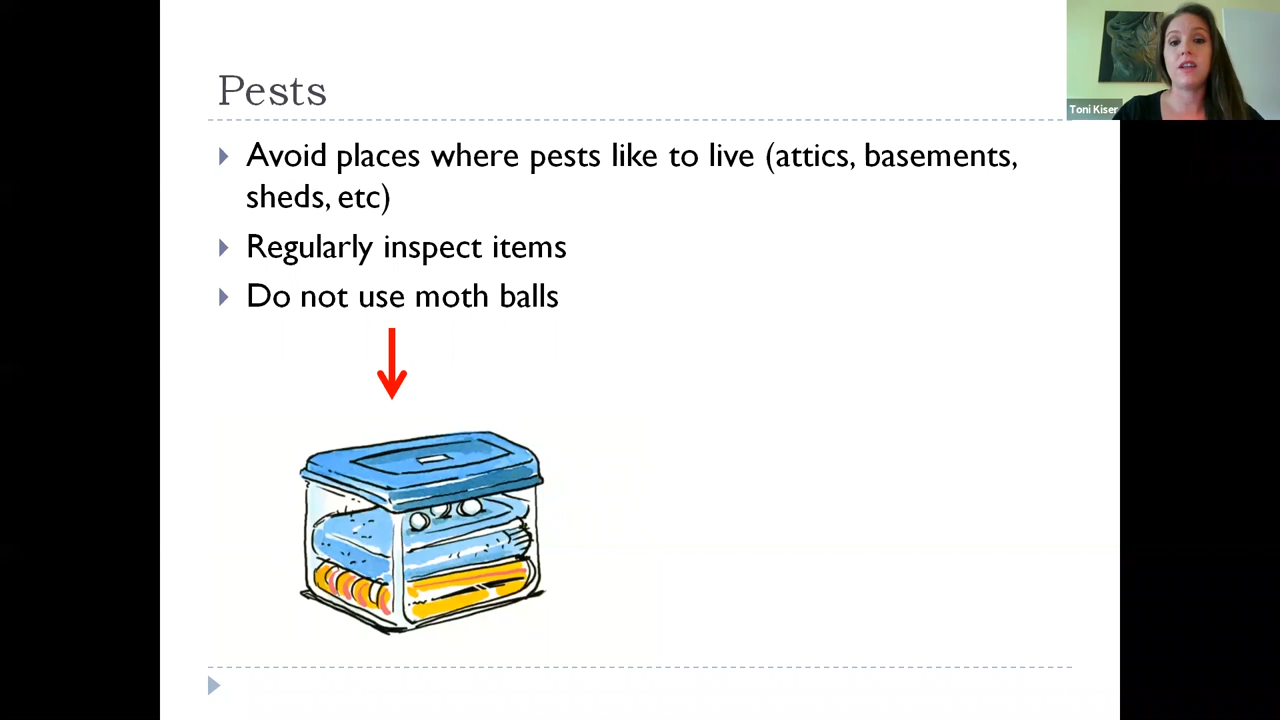 Pests
Avoid places where pests like to live (attics, basements,
sheds, etc)
Regularly inspect items
Do not use moth balls
Toni Kiser